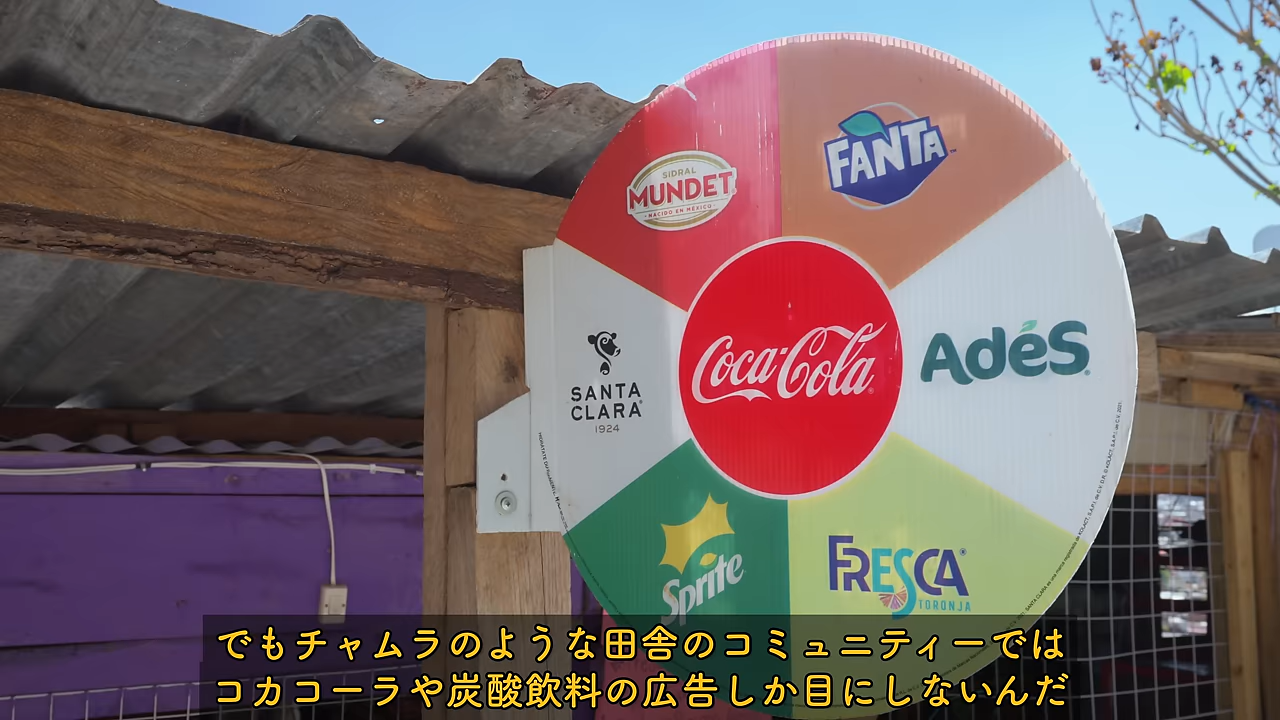 SIDRAL
MUNDET
NACIDO EN MÉXICO
FANTA
SANTA
CLARA
1924
Coca-Cola
AdeS
Sprite
FRESCA
TORONJA
でもチャムラのような田舎のコミュニティーでは
コカコーラや炭酸飲料の広告しか目にしないんだ